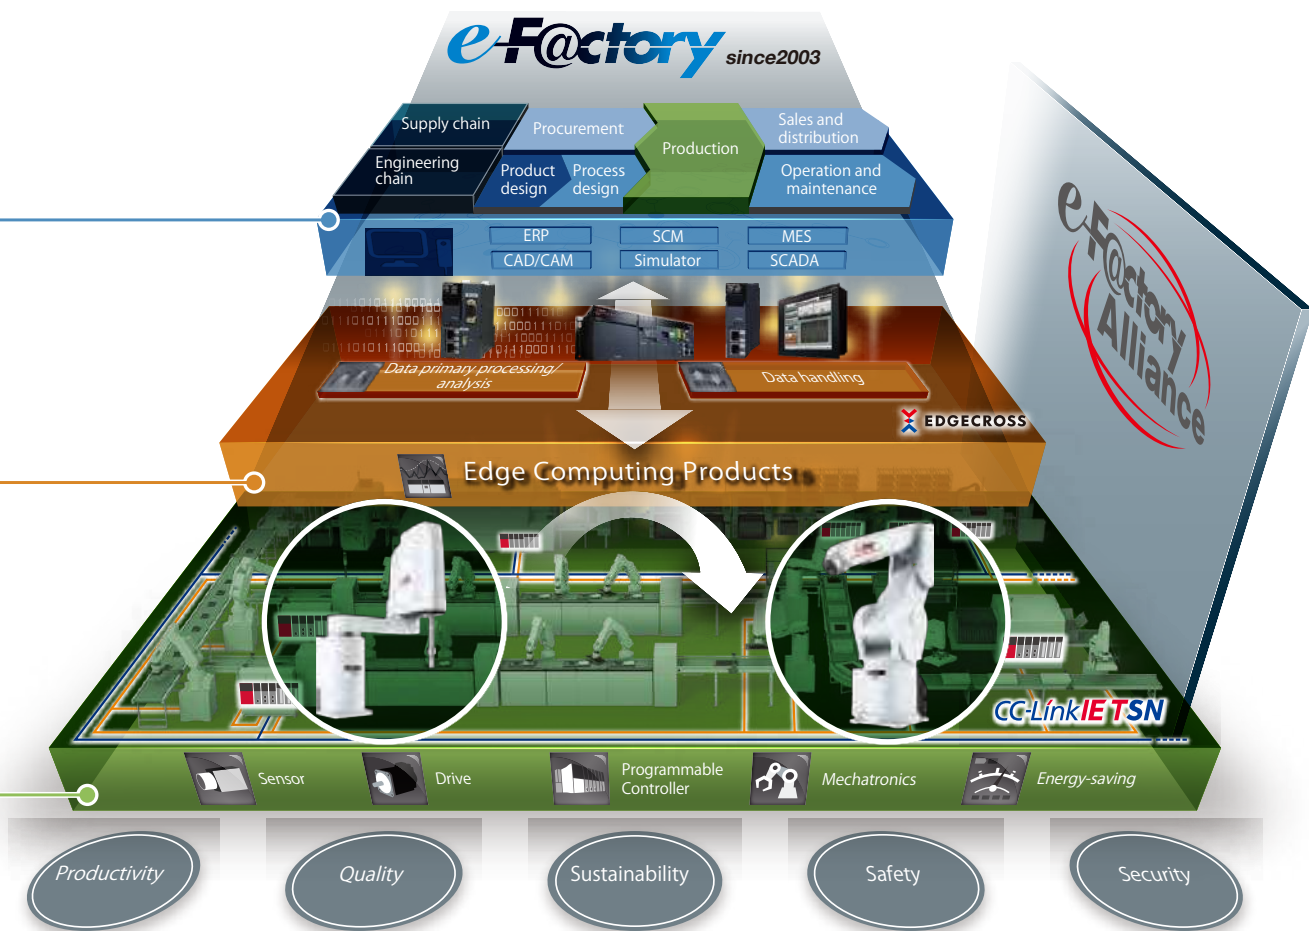 e-F@ctory since2003
Supply chain
Procurement
Production
Sales and
distribution
Engineering
chain
Product
design
Process
design
Operation and
maintenance
ERP
SCM
MES
CAD/CAM
Simulator
SCADA
Data primary processing/
analysis
Data handling
EDGECROSS
Edge Computing Products
e-F@ctory
Alliance
CC-Link IE TSN
Sensor
Drive
Programmable
Controller
Mechatronics
Energy-saving
Productivity
Quality
Sustainability
Safety
Security